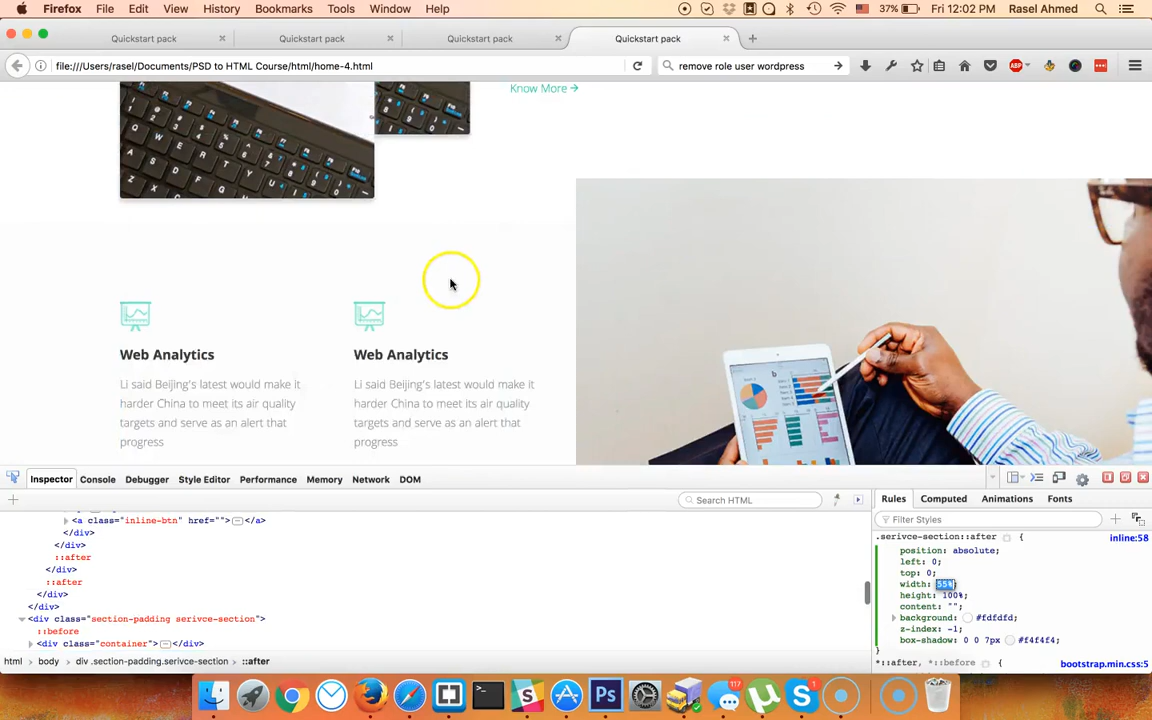 Firefox File Edit View History Bookmarks Tools Window Help 37% Fri 12:02 PM Rasel Ahmed
Quickstart pack Quickstart pack Quickstart pack Quickstart pack
file:///Users/rasel/Documents/PSD to HTML Course/html/home-4.html remove role user wordpress ABP
Know More →
Web Analytics Web Analytics
Li said Beijing's latest would make it Li said Beijing's latest would make it
harder China to meet its air quality harder China to meet its air quality
targets and serve as an alert that targets and serve as an alert that
progress progress
Inspector Console Debugger Style Editor Performance Memory Network DOM
Search HTML Rules Computed Animations Fonts
Filter Styles
<a class="inline-btn" href=""></a>
</div>
</div>
::after
</div>
::after
</div>
</div>
<div class="section-padding serivce-section">
::before
<div class="container"></div>
html body div .section-padding.serivce-section ::after
.serivce-section::after { inline:58
position: absolute;
left: 0;
top: 0;
width: 55%;
height: 100%;
content: "";
background: #fdfdfd;
z-index: -1;
box-shadow: 0 0 7px #f4f4f4;
}
*::after, *::before { bootstrap.min.css:5
117
Ps